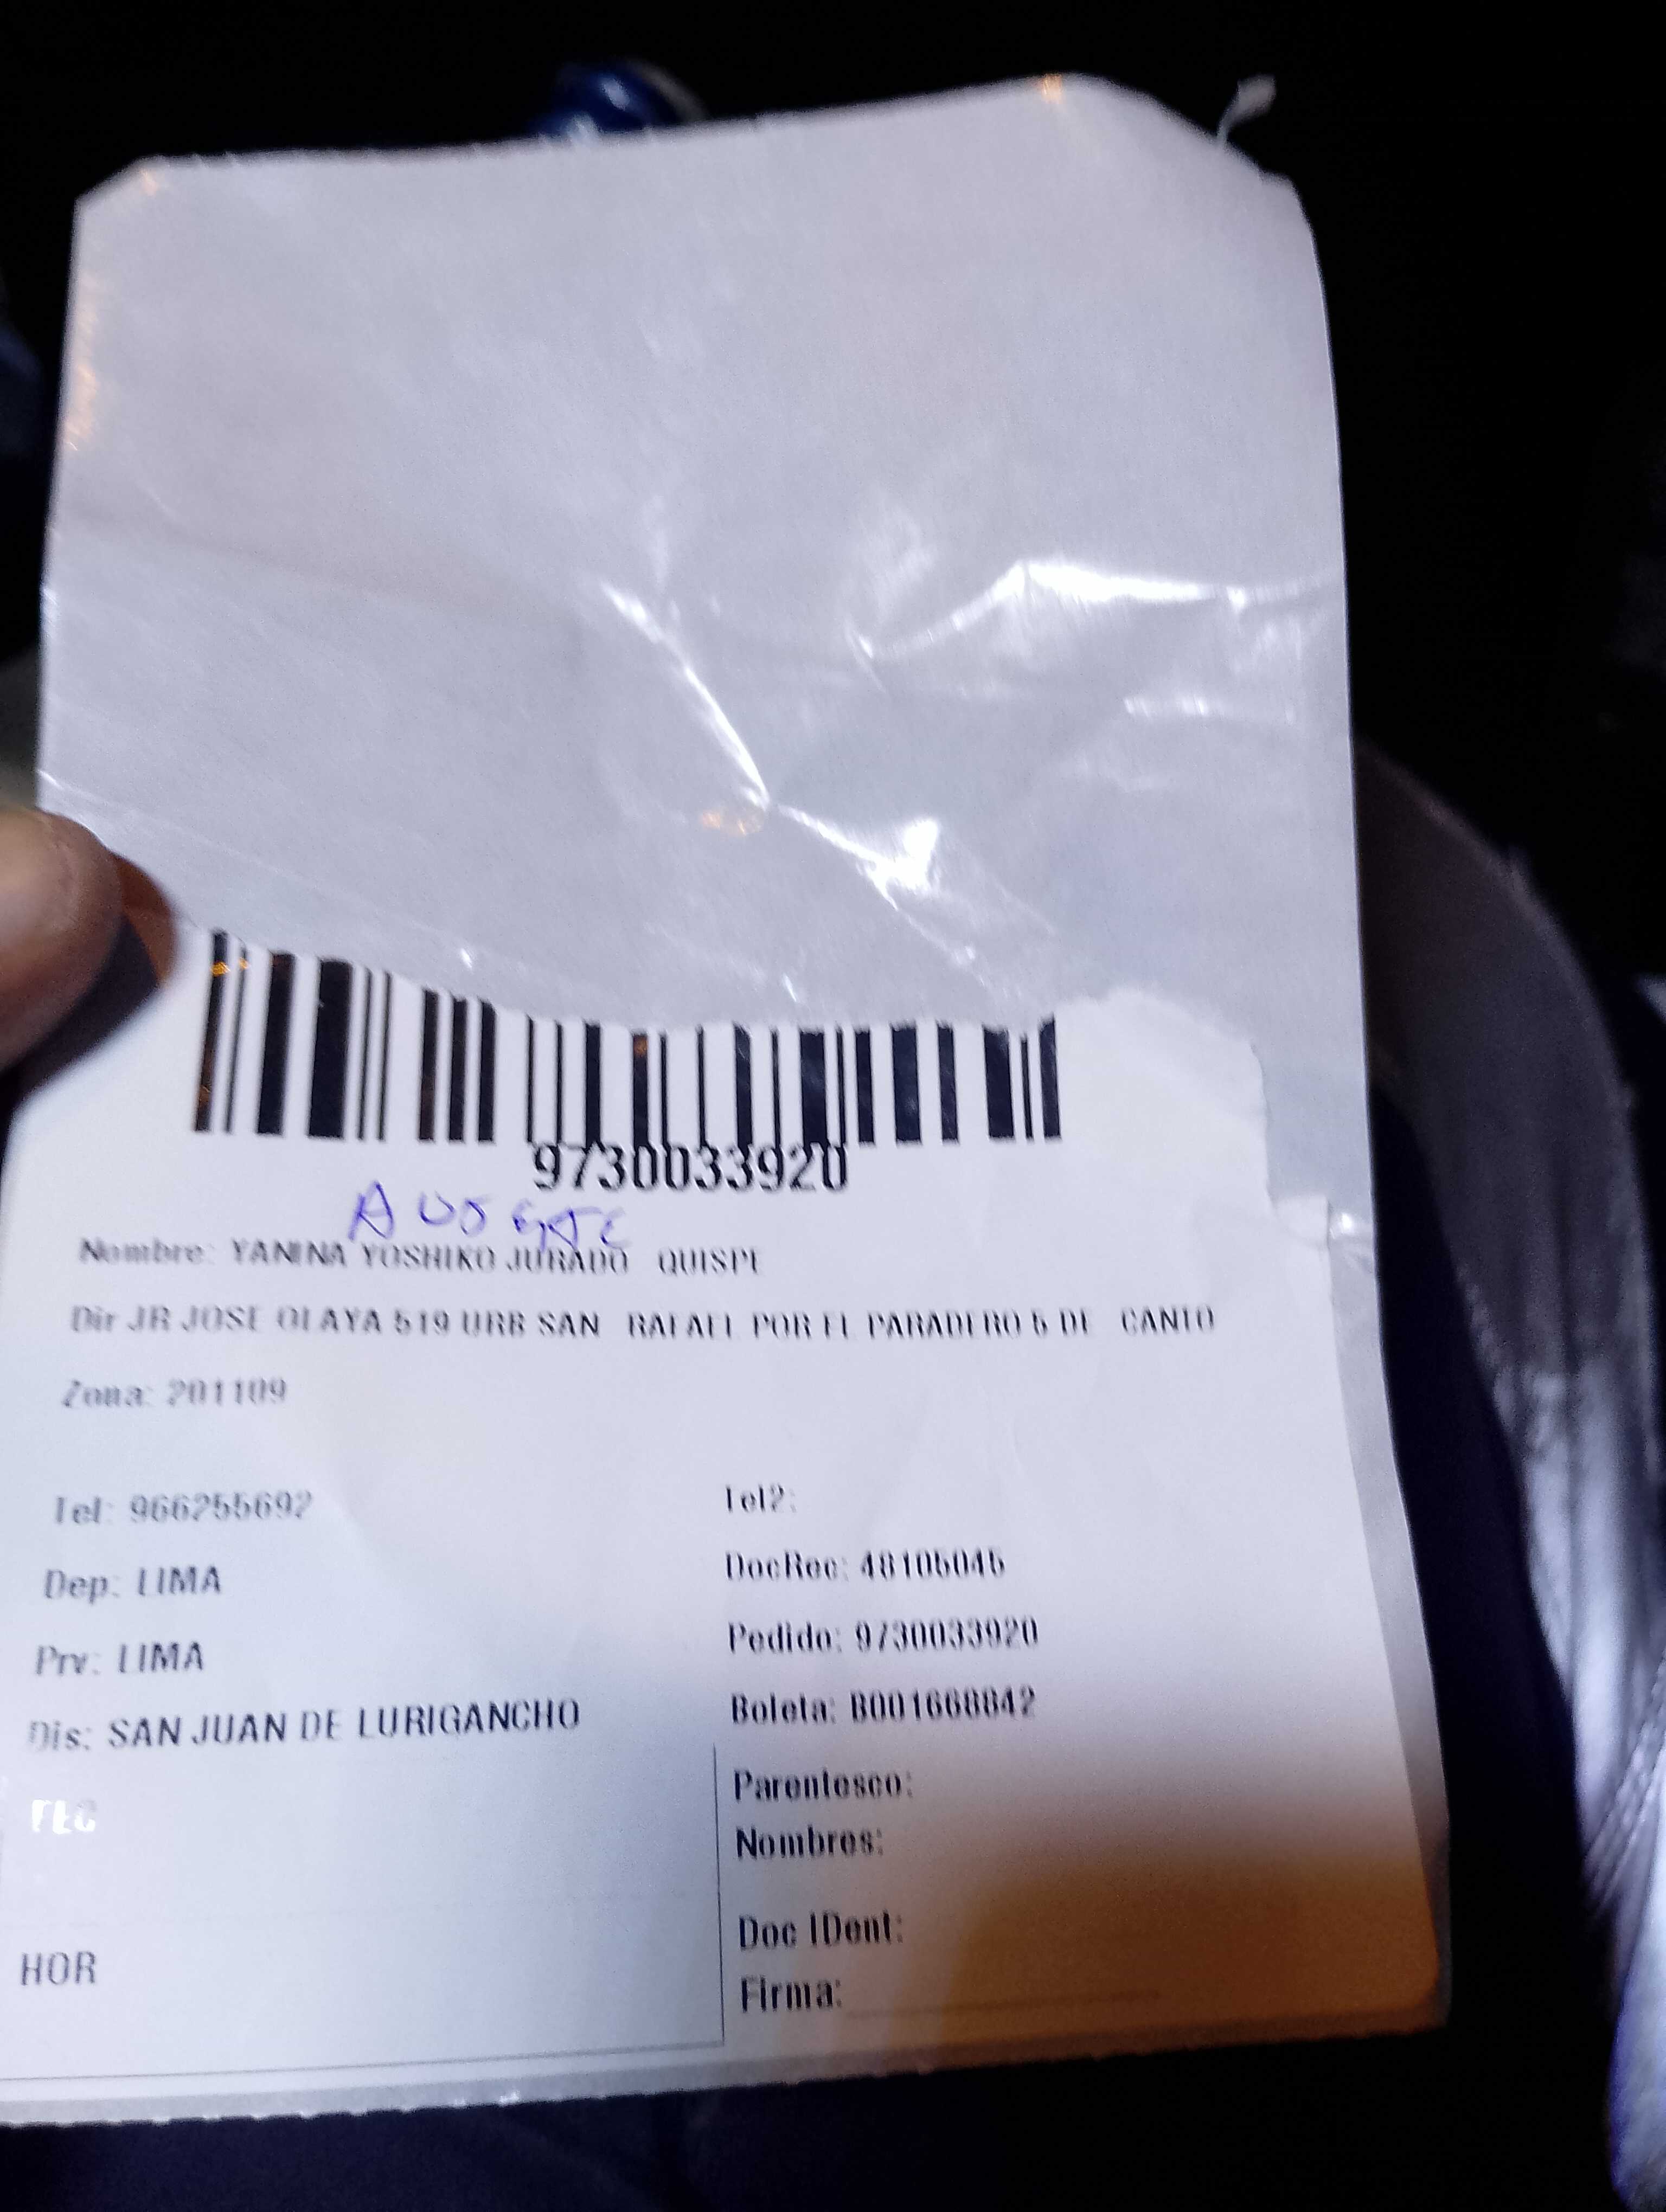 9730033920
AUSENTE
Nombre: YANINA YOSHIKO JURADO QUISPE
Dir JR JOSE OLAYA 519 URB SAN RAFAEL POR EL PARADERO 5 DE CANTO
Zona: 201109
Tel: 966255692
Tel2:
Dep: LIMA
DocRec: 48105045
Prv: LIMA
Pedido: 9730033920
Dis: SAN JUAN DE LURIGANCHO
Boleta: B001668842
FEC
Parentesco:
Nombres:
HOR
Doc IDent:
Firma: